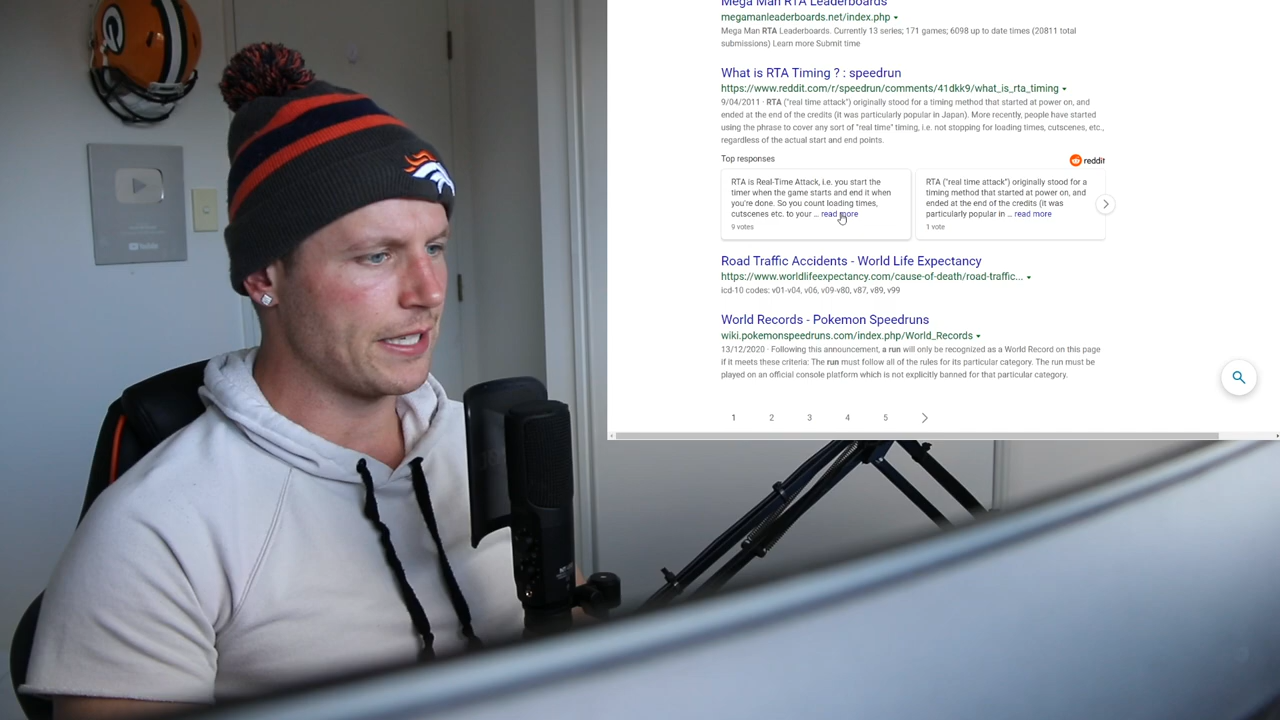 Mega Man RTA Leaderboards
megamanleaderboards.net/index.php
Mega Man RTA Leaderboards. Currently 13 series; 171 games; 6098 up to date times (20811 total
submissions) Learn more Submit time
What is RTA Timing ? : speedrun
https://www.reddit.com/r/speedrun/comments/41dkk9/what_is_rta_timing
9/04/2011 · RTA ("real time attack") originally stood for a timing method that started at power on, and
ended at the end of the credits (it was particularly popular in Japan). More recently, people have started
using the phrase to cover any sort of "real time" timing, i.e. not stopping for loading times, cutscenes, etc.,
regardless of the actual start and end points.
Top responses
reddit
RTA is Real-Time Attack, i.e. you start the
timer when the game starts and end it when
you're done. So you count loading times,
cutscenes etc. to your ... read more
9 votes
RTA ("real time attack") originally stood for a
timing method that started at power on, and
ended at the end of the credits (it was
particularly popular in ... read more
1 vote
Road Traffic Accidents - World Life Expectancy
https://www.worldlifeexpectancy.com/cause-of-death/road-traffic...
icd-10 codes: v01-v04, v06, v09-v80, v87, v89, v99
World Records - Pokemon Speedruns
wiki.pokemonspeedruns.com/index.php/World_Records
13/12/2020 · Following this announcement, a run will only be recognized as a World Record on this page
if it meets these criteria: The run must follow all of the rules for its particular category. The run must be
played on an official console platform which is not explicitly banned for that particular category.
1 2 3 4 5
YouTube